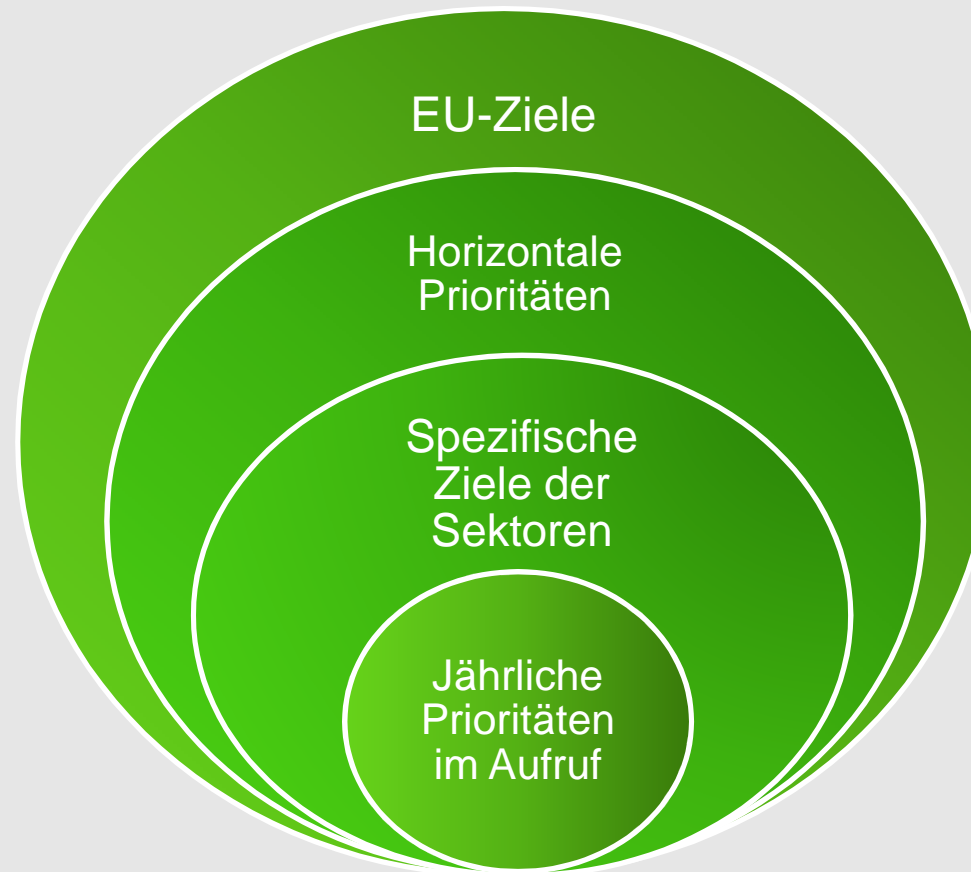 EU-Ziele
Horizontale
Prioritäten
Spezifische
Ziele der
Sektoren
Jährliche
Prioritäten
im Aufruf